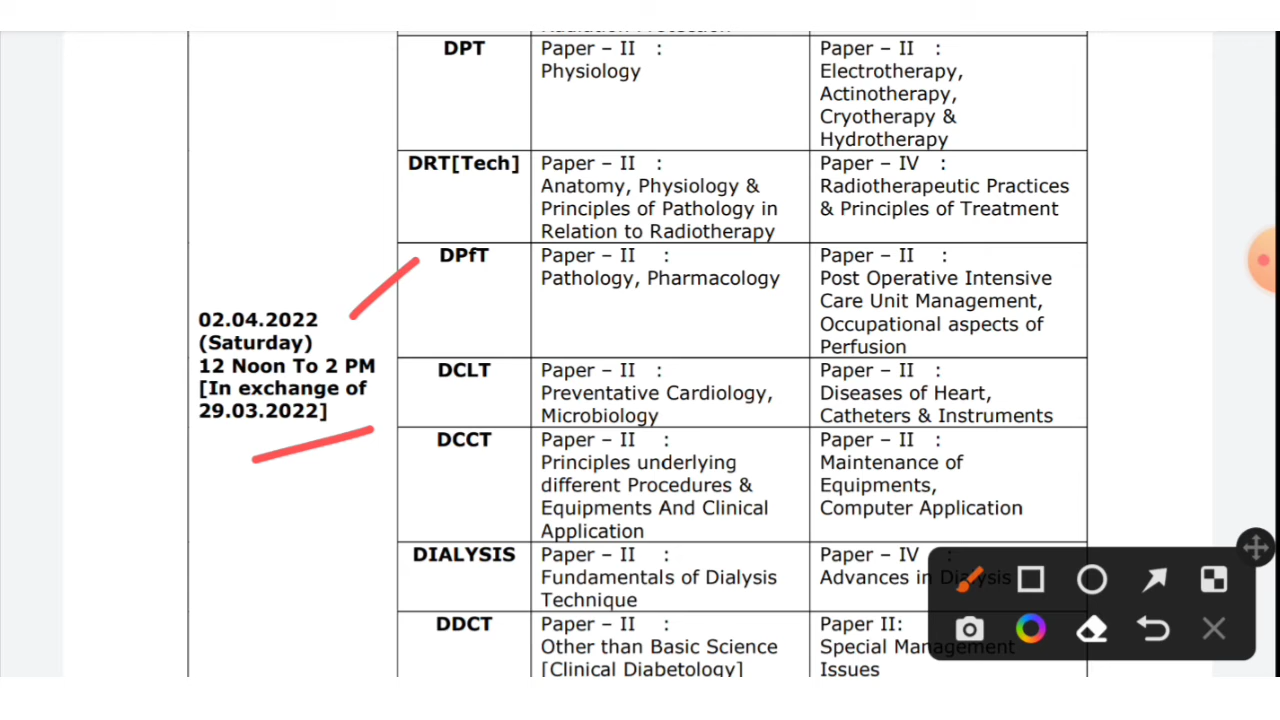 DPT
Paper – II :
Physiology
Paper – II :
Electrotherapy,
Actinotherapy,
Cryotherapy &
Hydrotherapy
DRT[Tech]
Paper – II :
Anatomy, Physiology &
Principles of Pathology in
Relation to Radiotherapy
Paper – IV :
Radiotherapeutic Practices
& Principles of Treatment
02.04.2022
(Saturday)
12 Noon To 2 PM
[In exchange of
29.03.2022]
DPfT
Paper – II :
Pathology, Pharmacology
Paper – II :
Post Operative Intensive
Care Unit Management,
Occupational aspects of
Perfusion
DCLT
Paper – II :
Preventative Cardiology,
Microbiology
Paper – II :
Diseases of Heart,
Catheters & Instruments
DCCT
Paper – II :
Principles underlying
different Procedures &
Equipments And Clinical
Application
Paper – II :
Maintenance of
Equipments,
Computer Application
DIALYSIS
Paper – II :
Fundamentals of Dialysis
Technique
Paper – IV :
Advances in Dialysis
DDCT
Paper – II :
Other than Basic Science
[Clinical Diabetology]
Paper II:
Special Management
Issues